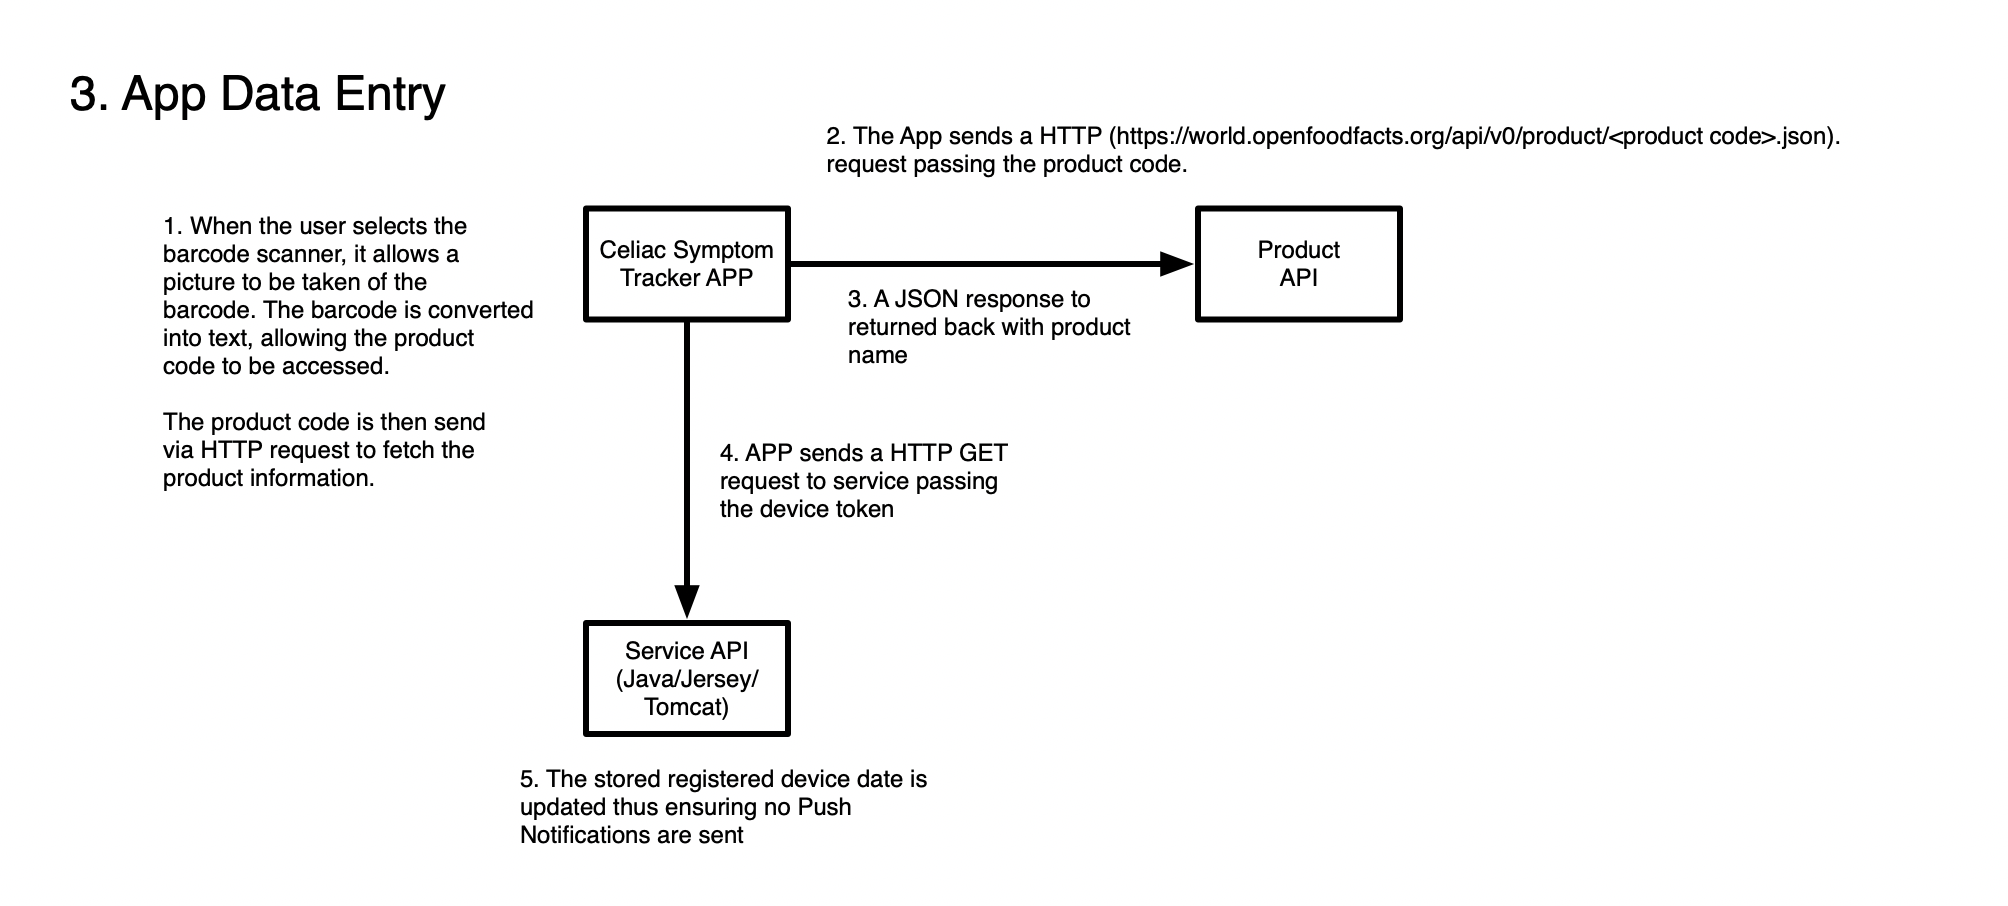 3. App Data Entry
2. The App sends a HTTP (https://world.openfoodfacts.org/api/v0/product/<product code>.json).
request passing the product code.
1. When the user selects the
barcode scanner, it allows a
picture to be taken of the
barcode. The barcode is converted
into text, allowing the product
code to be accessed.
The product code is then send
via HTTP request to fetch the
product information.
Celiac Symptom
Tracker APP
Product
API
3. A JSON response to
returned back with product
name
4. APP sends a HTTP GET
request to service passing
the device token
Service API
(Java/Jersey/
Tomcat)
5. The stored registered device date is
updated thus ensuring no Push
Notifications are sent